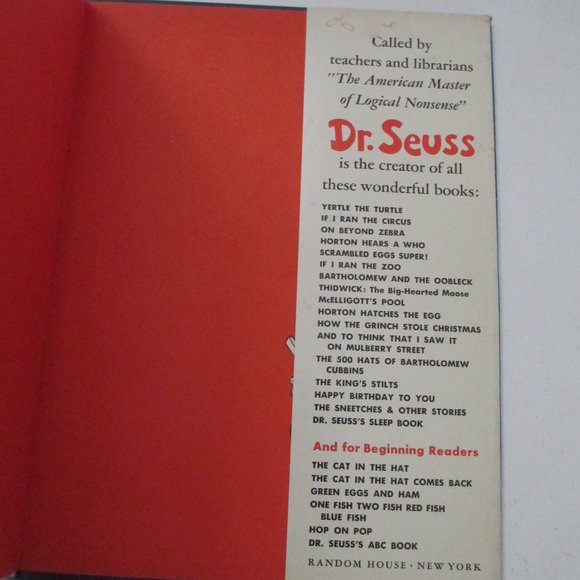 Called by
teachers and librarians
"The American Master
of Logical Nonsense"
Dr. Seuss
is the creator of all
these wonderful books:
YERTLE THE TURTLE
IF I RAN THE CIRCUS
ON BEYOND ZEBRA
HORTON HEARS A WHO
SCRAMBLED EGGS SUPER!
IF I RAN THE ZOO
BARTHOLOMEW AND THE OOBLECK
THIDWICK: The Big-Hearted Moose
McELLIGOTT'S POOL
HORTON HATCHES THE EGG
HOW THE GRINCH STOLE CHRISTMAS
AND TO THINK THAT I SAW IT
ON MULBERRY STREET
THE 500 HATS OF BARTHOLOMEW
CUBBINS
THE KING'S STILTS
HAPPY BIRTHDAY TO YOU
THE SNEETCHES & OTHER STORIES
DR. SEUSS'S SLEEP BOOK
And for Beginning Readers
THE CAT IN THE HAT
THE CAT IN THE HAT COMES BACK
GREEN EGGS AND HAM
ONE FISH TWO FISH RED FISH
BLUE FISH
HOP ON POP
DR. SEUSS'S ABC BOOK
RANDOM HOUSE · NEW YORK